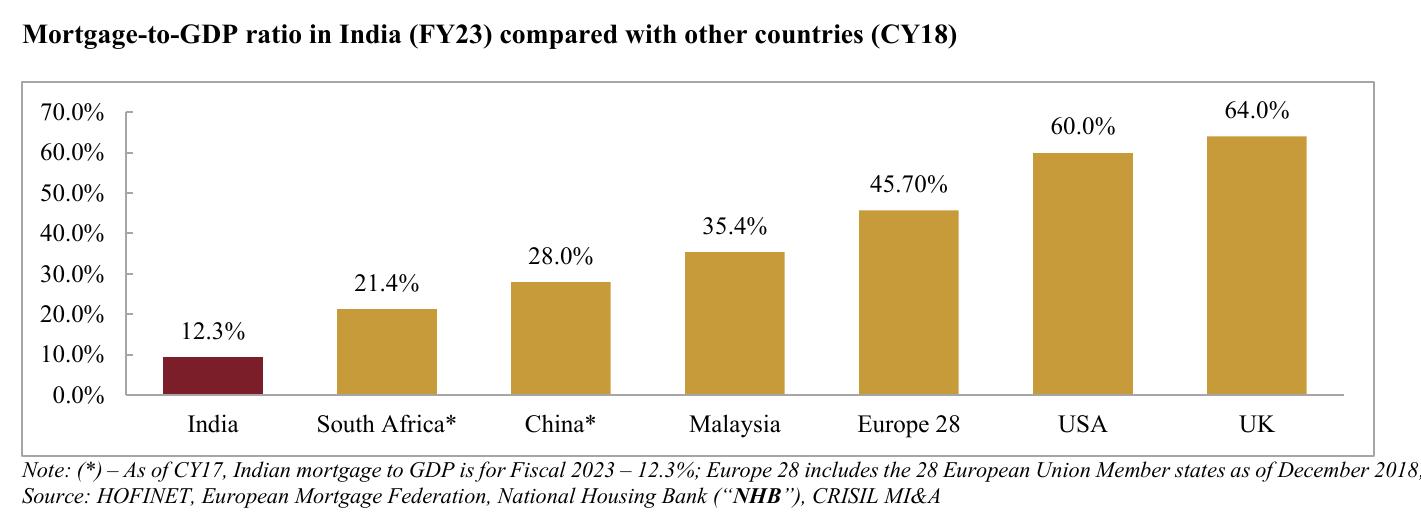 Mortgage-to-GDP ratio in India (FY23) compared with other countries (CY18)
70.0%
60.0%
50.0%
40.0%
30.0%
20.0%
10.0%
0.0%
12.3%
21.4%
28.0%
35.4%
45.70%
60.0%
64.0%
India
South Africa*
China*
Malaysia
Europe 28
USA
UK
Note: (*) – As of CY17, Indian mortgage to GDP is for Fiscal 2023 – 12.3%; Europe 28 includes the 28 European Union Member states as of December 2018,
Source: HOFINET, European Mortgage Federation, National Housing Bank (“NHB”), CRISIL MI&A